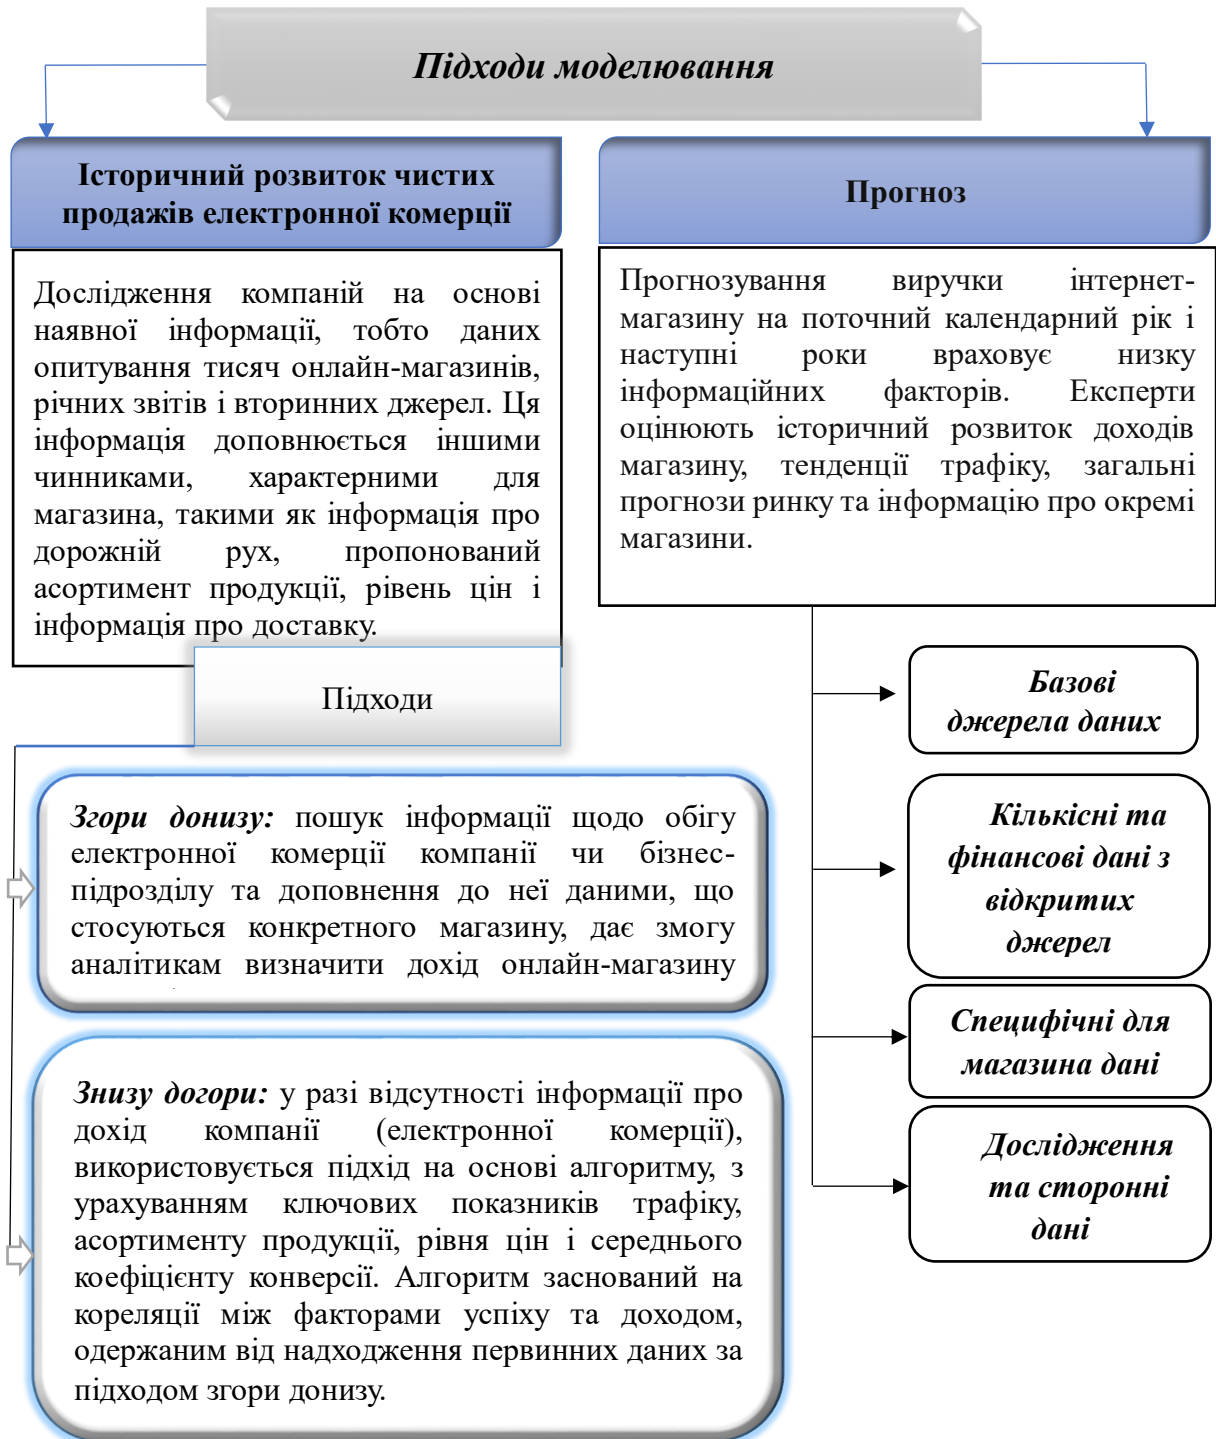 Підходи моделювання
Історичний розвиток чистих
продажів електронної комерції
Дослідження компаній на основі
наявної інформації, тобто даних
опитування тисяч онлайн-магазинів,
річних звітів і вторинних джерел. Ця
інформація доповнюється іншими
чинниками, характерними для
магазина, такими як інформація про
дорожній рух, пропонований
асортимент продукції, рівень цін і
інформація про доставку.
Підходи
Згори донизу: пошук інформації щодо обігу
електронної комерції компанії чи бізнес-
підрозділу та доповнення до неї даними, що
стосуються конкретного магазину, дає змогу
аналітикам визначити дохід онлайн-магазину
Знизу догори: у разі відсутності інформації про
дохід компанії (електронної комерції),
використовується підхід на основі алгоритму, з
урахуванням ключових показників трафіку,
асортименту продукції, рівня цін і середнього
коефіцієнту конверсії. Алгоритм заснований на
кореляції між факторами успіху та доходом,
одержаним від надходження первинних даних за
підходом згори донизу.
Прогноз
Прогнозування виручки інтернет-
магазину на поточний календарний рік і
наступні роки враховує низку
інформаційних факторів. Експерти
оцінюють історичний розвиток доходів
магазину, тенденції трафіку, загальні
прогнози ринку та інформацію про окремі
магазини.
Базові
джерела даних
Кількісні та
фінансові дані з
відкритих
джерел
Специфічні для
магазина дані
Дослідження
та сторонні
дані